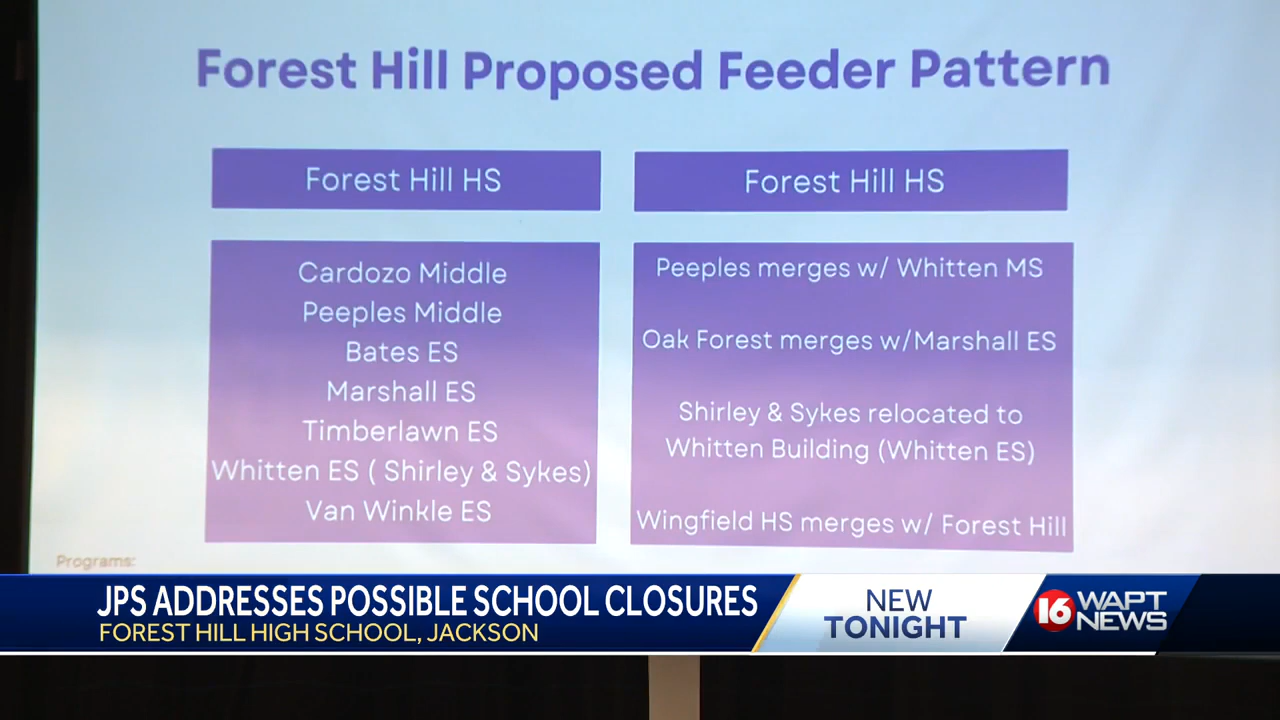 Forest Hill Proposed Feeder Pattern
Forest Hill HS
Cardozo Middle
Peeples Middle
Bates ES
Marshall ES
Timberlawn ES
Whitten ES ( Shirley & Sykes)
Van Winkle ES
Forest Hill HS
Peeples merges w/ Whitten MS
Oak Forest merges w/Marshall ES
Shirley & Sykes relocated to
Whitten Building (Whitten ES)
Wingfield HS merges w/ Forest Hill
Programs:
JPS ADDRESSES POSSIBLE SCHOOL CLOSURES
FOREST HILL HIGH SCHOOL, JACKSON
NEW
TONIGHT
16 WAPT
NEWS